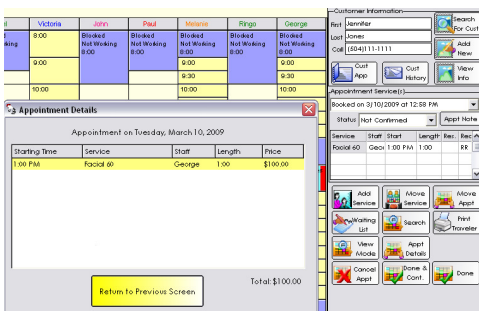 Victoria John Paul Melanie Ringo George
8:00 Blocked Blocked Blocked Blocked Blocked
king Not Working Not Working Not Working Not Working Not Working
8:00 8:00 8:00 8:00 8:00
9:00 9:00 9:00
9:30 9:30
10:00 10:00 10:00
Appointment Details
Appointment on Tuesday, March 10, 2009
Starting Time Service Staff Length Price
1:00 PM Facial 60 George 1:00 $100.00
Total: $100.00
Return to Previous Screen
Customer Information
First Jennifer
Last Jones
Call (504)111-1111
Search
For Cust
Add
New
Cust
App
Cust
History
View
Info
Appointment Service(s)
Booked on 3/10/2009 at 12:58 PM
Status Not Confirmed Appt Note
Service Staff Start Length Res. Rec
Facial 60 Geor 1:00 PM 1:00 RR
Add
Service
Move
Service
Move
Appt
Waiting
List
Search
Print
Traveler
View
Mode
Appt
Details
Cancel
Appt
Done &
Cont.
Done